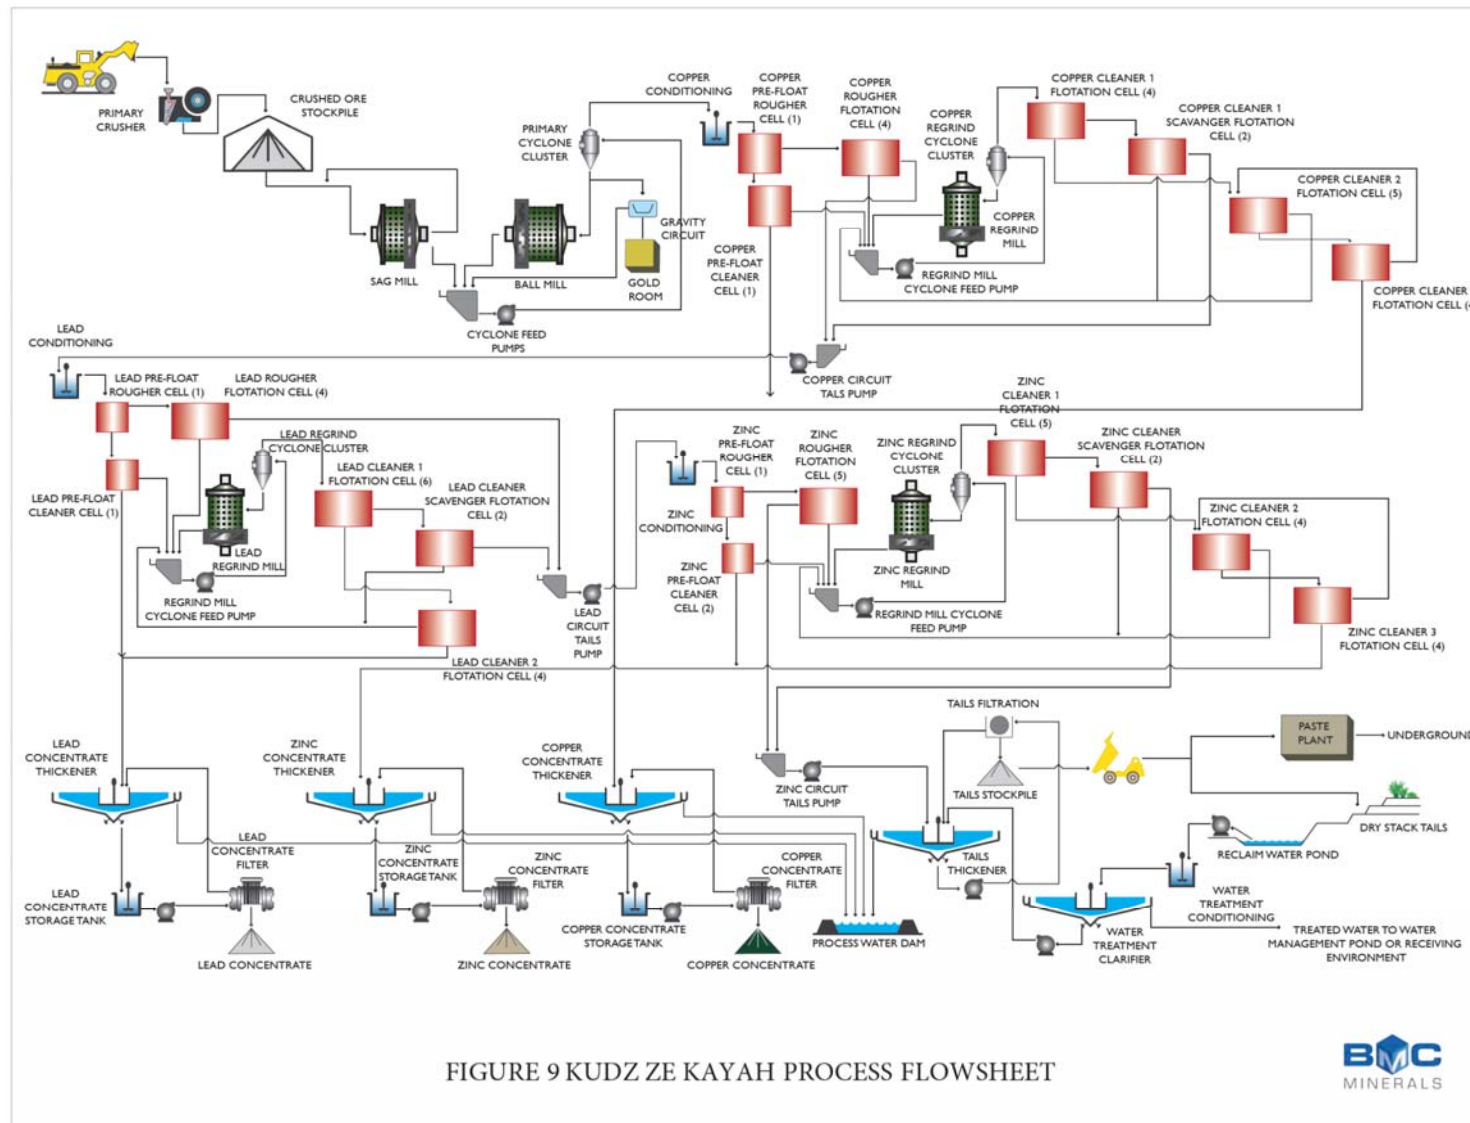 PRIMARY
CRUSHER
CRUSHED ORE
STOCKPILE
SAG MILL
PRIMARY
CYCLONE
CLUSTER
BALL MILL
GRAVITY
CIRCUIT
GOLD
ROOM
CYCLONE FEED
PUMPS
COPPER
CONDITIONING
COPPER
PRE-FLOAT
ROUGHER
CELL (1)
COPPER
ROUGHER
FLOTATION
CELL (4)
COPPER
PRE-FLOAT
CLEANER
CELL (1)
COPPER
REGRIND
CYCLONE
CLUSTER
COPPER
REGRIND
MILL
REGRIND MILL
CYCLONE FEED PUMP
COPPER CLEANER 1
FLOTATION CELL (4)
COPPER CLEANER 1
SCAVANGER FLOTATION
CELL (2)
COPPER CLEANER 2
FLOTATION CELL (5)
COPPER CLEANER
FLOTATION CELL (
COPPER CIRCUIT
TALS PUMP
LEAD
CONDITIONING
LEAD PRE-FLOAT
ROUGHER CELL (1)
LEAD ROUGHER
FLOTATION CELL (4)
LEAD REGRIND
CYCLONE CLUSTER
LEAD PRE-FLOAT
CLEANER CELL (1)
LEAD
REGRIND MILL
REGRIND MILL
CYCLONE FEED PUMP
LEAD CLEANER 1
FLOTATION CELL (6)
LEAD CLEANER
SCAVENGER FLOTATION
CELL (2)
LEAD CLEANER 2
FLOTATION CELL (4)
LEAD
CIRCUIT
TAILS
PUMP
ZINC
CONDITIONING
ZINC
PRE-FLOAT
ROUGHER
CELL (1)
ZINC
ROUGHER
FLOTATION
CELL (5)
ZINC
PRE-FLOAT
CLEANER
CELL (2)
ZINC REGRIND
CYCLONE
CLUSTER
ZINC REGRIND
MILL
REGRIND MILL CYCLONE
FEED PUMP
ZINC
CLEANER 1
FLOTATION
CELL (5)
ZINC CLEANER
SCAVENGER FLOTATION
CELL (2)
ZINC CLEANER 2
FLOTATION CELL (4)
ZINC CLEANER 3
FLOTATION CELL (4)
LEAD
CONCENTRATE
THICKENER
ZINC
CONCENTRATE
THICKENER
COPPER
CONCENTRATE
THICKENER
ZINC CIRCUIT
TAILS PUMP
TAILS FILTRATION
TAILS STOCKPILE
PASTE
PLANT
UNDERGROUND
DRY STACK TAILS
RECLAIM WATER POND
TAILS
THICKENER
LEAD
CONCENTRATE
FILTER
LEAD
CONCENTRATE
STORAGE TANK
LEAD CONCENTRATE
ZINC
CONCENTRATE
STORAGE TANK
ZINC
CONCENTRATE
FILTER
ZINC CONCENTRATE
COPPER
CONCENTRATE
FILTER
COPPER CONCENTRATE
STORAGE TANK
COPPER CONCENTRATE
PROCESS WATER DAM
WATER
TREATMENT
CONDITIONING
WATER
TREATMENT
CLARIFIER
TREATED WATER TO WATER
MANAGEMENT POND OR RECEIVING
ENVIRONMENT
FIGURE 9 KUDZ ZE KAYAH PROCESS FLOWSHEET
BMC
MINERALS